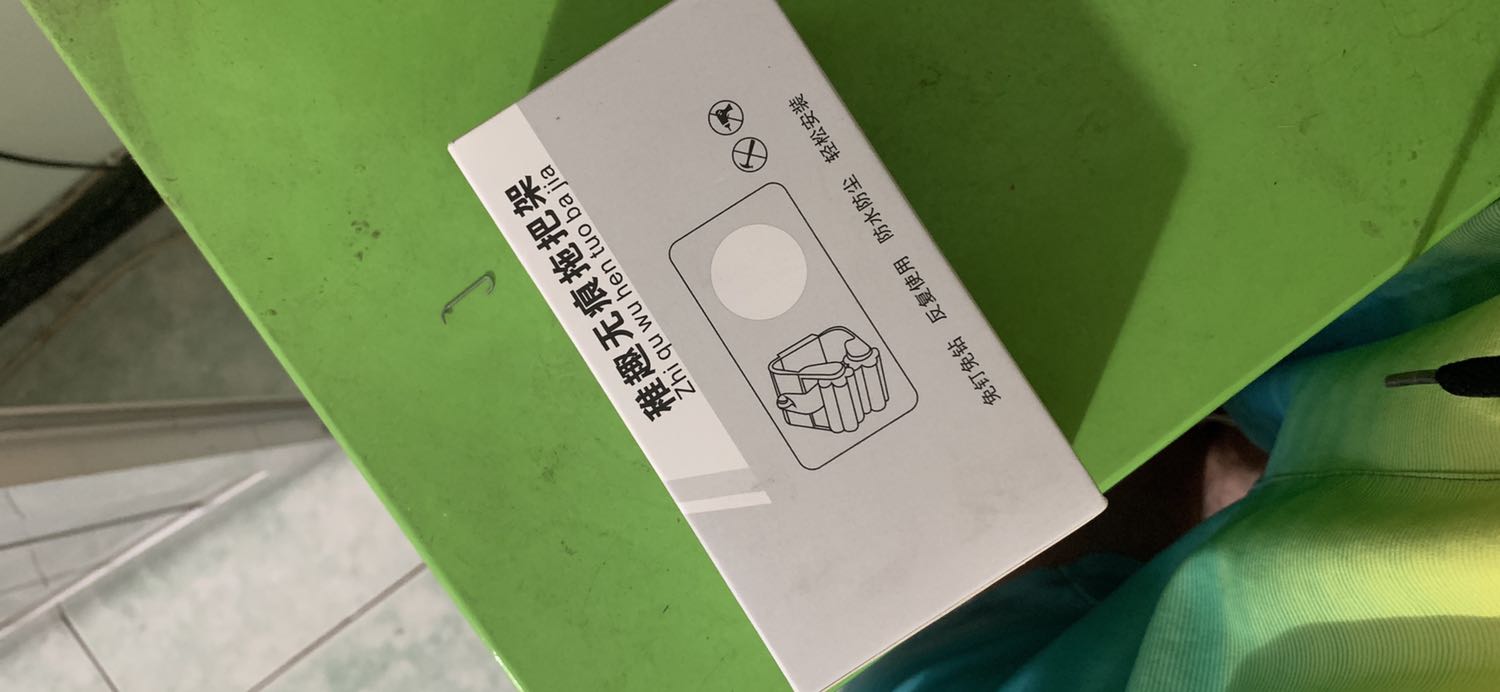 稚趣无痕拖把架
Zhi qu wu hen tuo ba jia
免钉免钻 反复使用 防水防尘 轻松安装